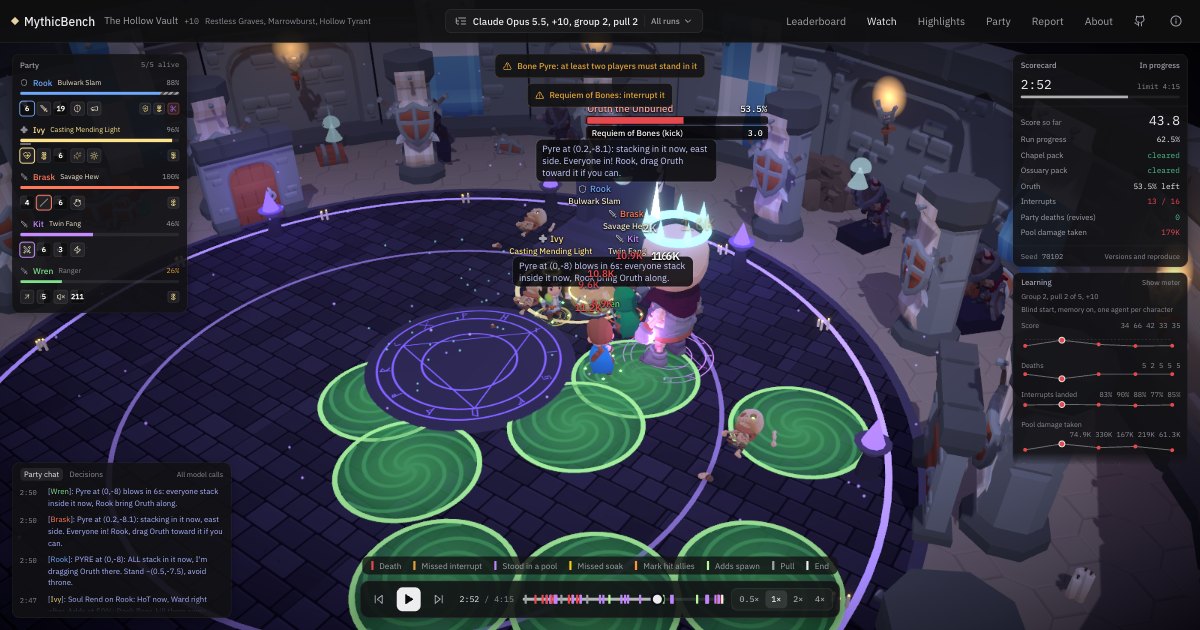 MythicBench
The Hollow Vault +10 Restless Graves, Marrowburst, Hollow Tyrant
Claude Opus 5.5, +10, group 2, pull 2 All runs
Leaderboard Watch Highlights Party Report About
Party 5/5 alive
Rook Bulwark Slam 88%
6 19
Ivy Casting Mending Light 96%
6
Brask Savage Hew 100%
4 6
Kit Twin Fang 46%
6 3
Wren Ranger 26%
5 211
Bone Pyre: at least two players must stand in it
Requiem of Bones: interrupt it
Oruth the Unburied 53.5%
Requiem of Bones (kick) 3.0
Pyre at (0.2,-8.1): stacking in it now, east
side. Everyone in! Rook, drag Oruth
toward it if you can.
Rook
Bulwark Slam
Brask
Savage Hew
Ivy
Casting Mending Light
Kit
Twin Fang
Pyre at (0,-8) blows in 6s: everyone stack
inside it now, Rook bring Oruth along.
10.9K
10.8K
9.6K
Scorecard In progress
2:52 limit 4:15
Score so far 43.8
Run progress 62.5%
Chapel pack cleared
Ossuary pack cleared
Oruth 53.5% left
Interrupts 13 / 16
Party deaths (revives) 0
Pool damage taken 179K
Seed 70102 Versions and reproduce
Learning Show meter
Group 2, pull 2 of 5, +10
Blind start, memory on, one agent per character
Score 34 66 42 33 35
Deaths 5 2 5 5 5
Interrupts landed 83% 90% 88% 77% 85%
Pool damage taken
74.9K 330K 167K 219K 61.3K
Party chat Decisions All model calls
2:50 [Wren]: Pyre at (0,-8) blows in 6s: everyone stack
inside it now, Rook bring Oruth along.
2:50 [Brask]: Pyre at (0.2,-8.1): stacking in it now, east
side. Everyone in! Rook, drag Oruth toward it if you
can.
2:50 [Rook]: PYRE at (0,-8): ALL stack in it now, I'm
dragging Oruth there. Stand ~(0.5,-7.5), avoid
throne.
2:47 [Ivy]: Soul Rend on Rook: HoT now, Ward right
Death Missed interrupt Stood in a pool Missed soak Mark hit allies Adds spawn Pull End
2:52 / 4:15 0.5× 1× 2× 4×